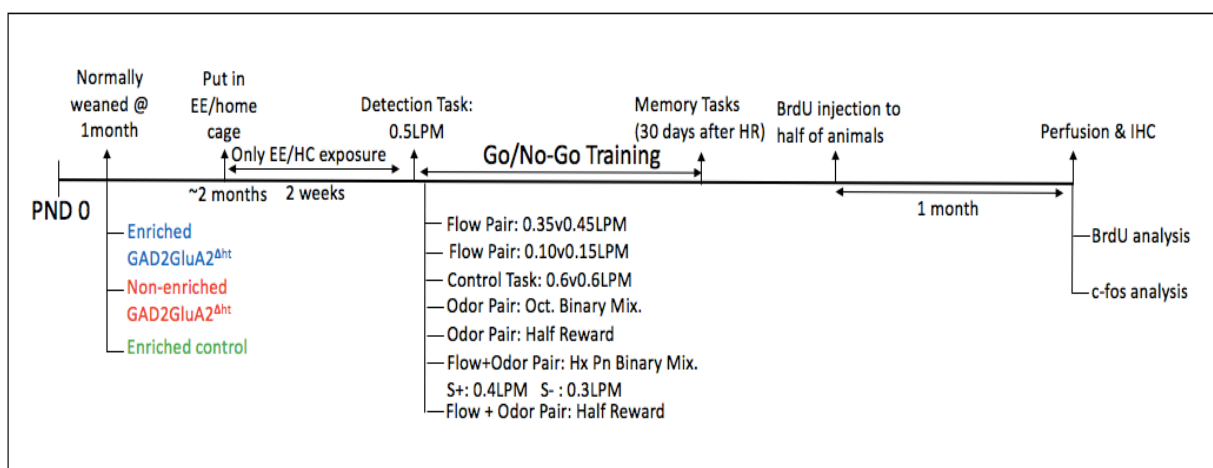 Normally
weaned @
1month
Put in
EE/home
cage
Only EE/HC exposure
Detection Task:
0.5LPM
Go/No-Go Training
Memory Tasks
(30 days after HR)
BrdU injection to
half of animals
Perfusion & IHC
PND 0
~2 months
2 weeks
1 month
Enriched
GAD2GluA2Δht
Non-enriched
GAD2GluA2Δht
Enriched control
Flow Pair: 0.35v0.45LPM
Flow Pair: 0.10v0.15LPM
Control Task: 0.6v0.6LPM
Odor Pair: Oct. Binary Mix.
Odor Pair: Half Reward
Flow+Odor Pair: Hx Pn Binary Mix.
S+: 0.4LPM S- : 0.3LPM
Flow + Odor Pair: Half Reward
BrdU analysis
c-fos analysis